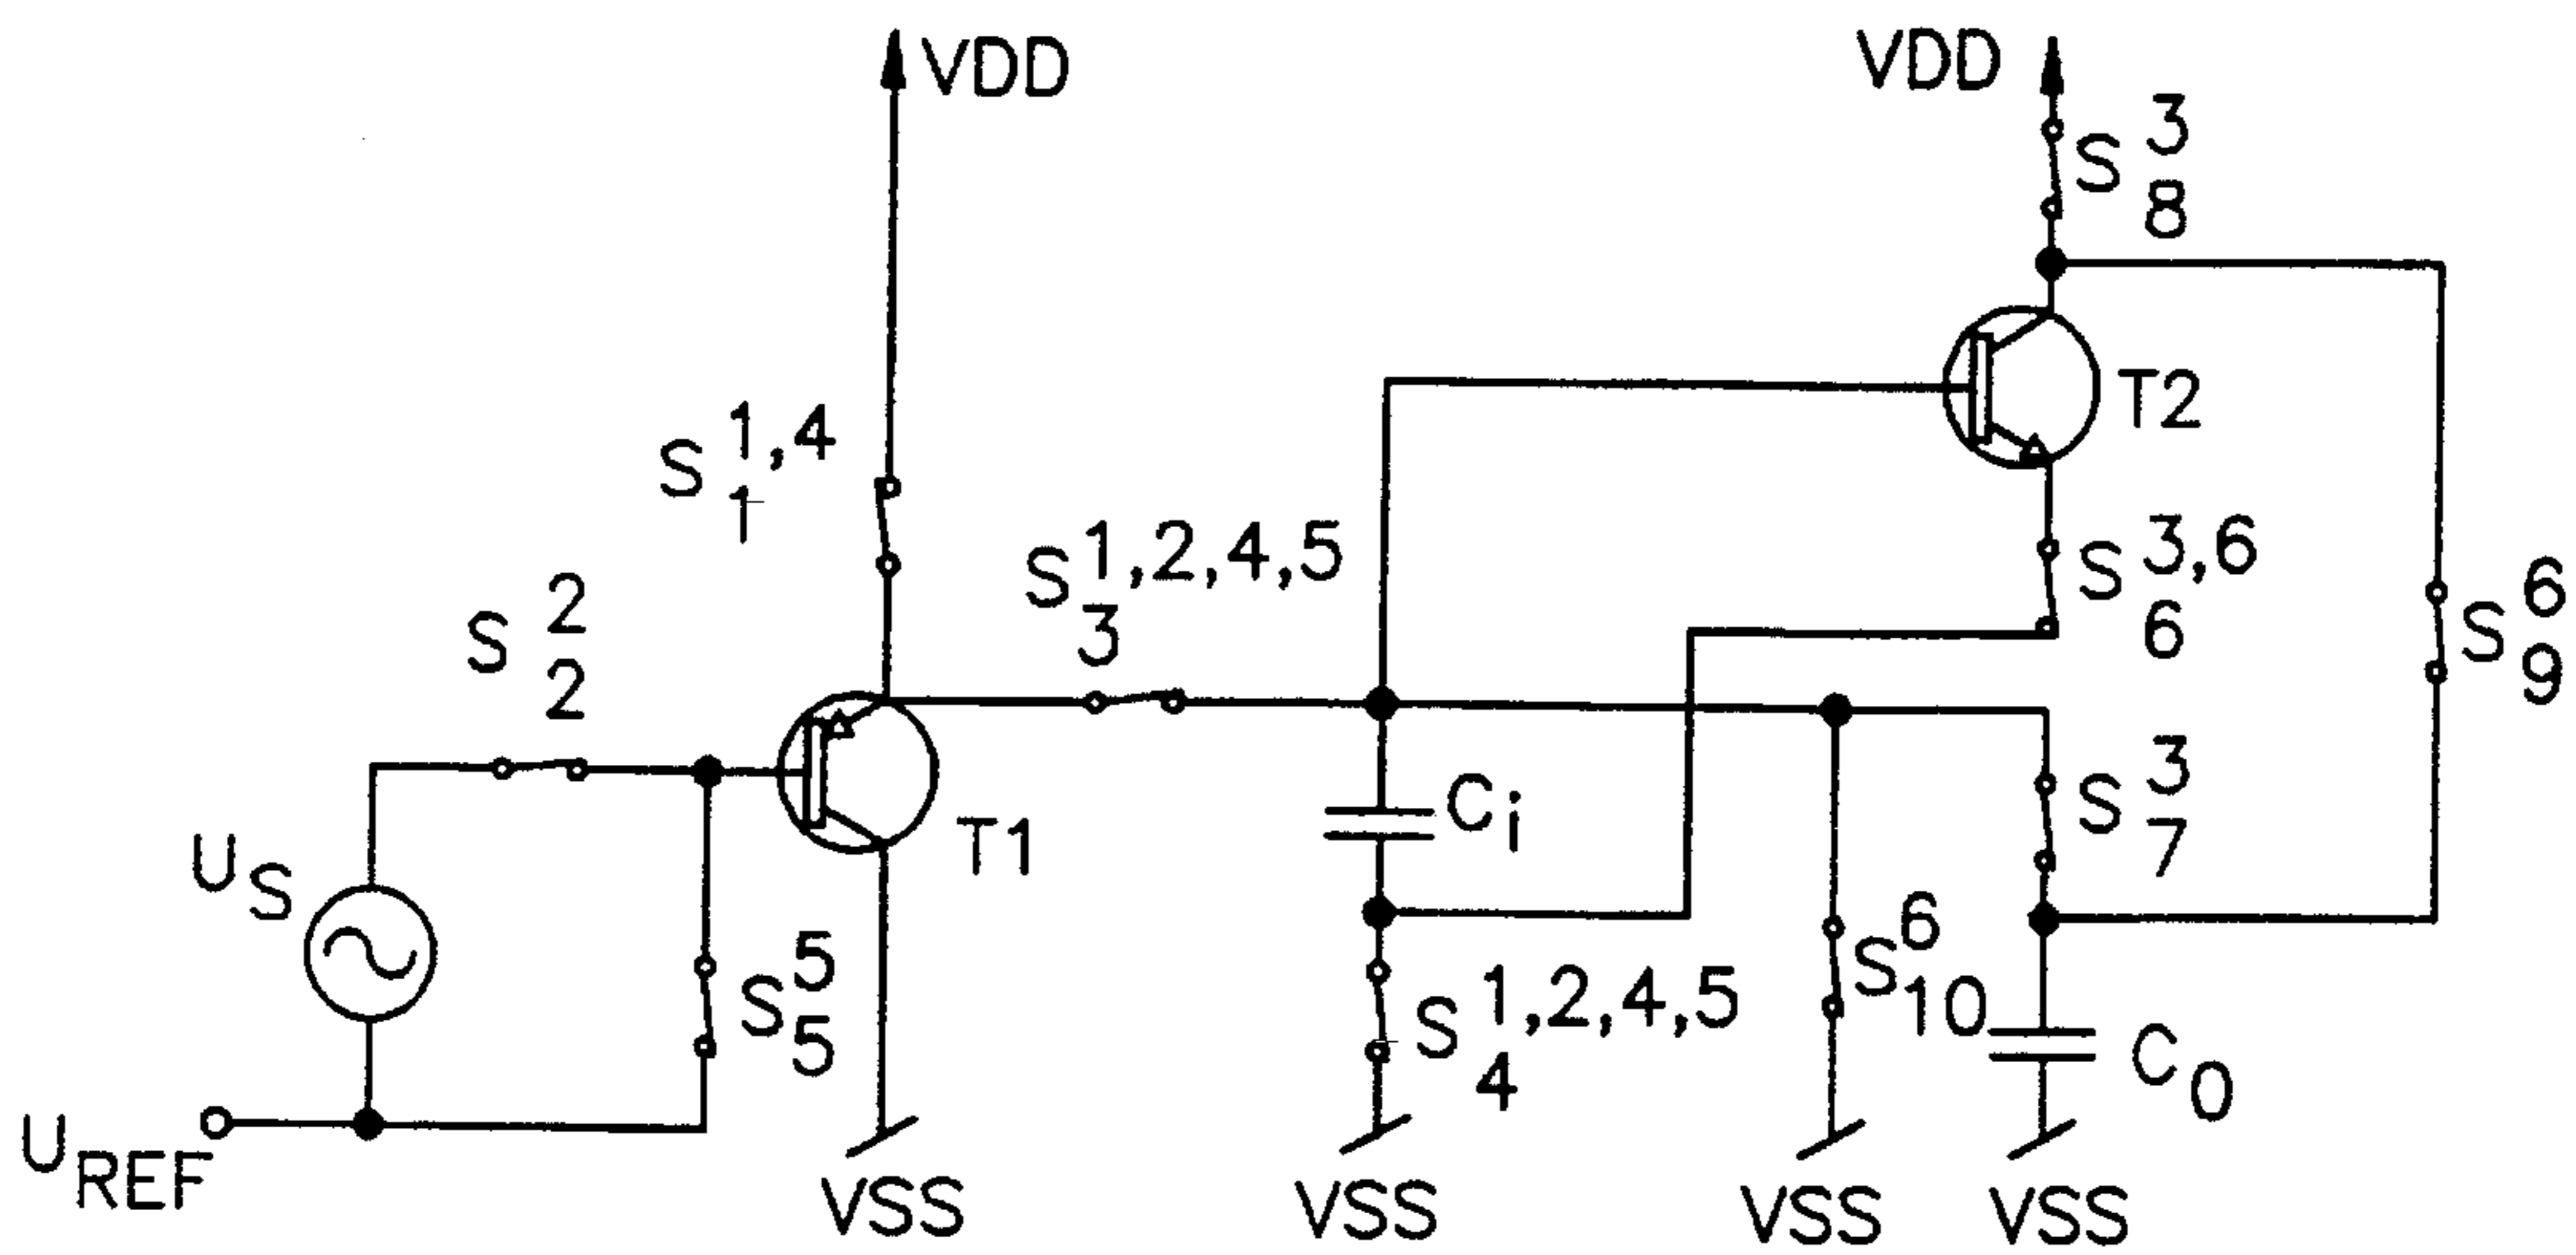 VDD
VDD
S 3 8
T2
S 1,4 1
S 1,2,4,5 3
S 3,6 6
S 6 9
S 2 2
S 3 7
C i
T1
U S
S 5 5
S 6 10
S 1,2,4,5 4
C 0
U REF
VSS
VSS
VSS
VSS